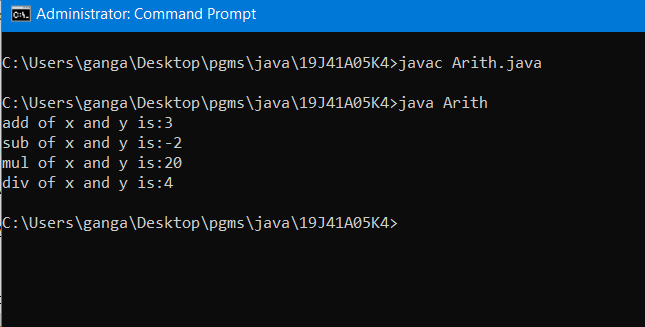 Administrator: Command Prompt
C:\Users\ganga\Desktop\pgms\java\19J41A05K4>javac Arith.java
C:\Users\ganga\Desktop\pgms\java\19J41A05K4>java Arith
add of x and y is:3
sub of x and y is:-2
mul of x and y is:20
div of x and y is:4
C:\Users\ganga\Desktop\pgms\java\19J41A05K4>